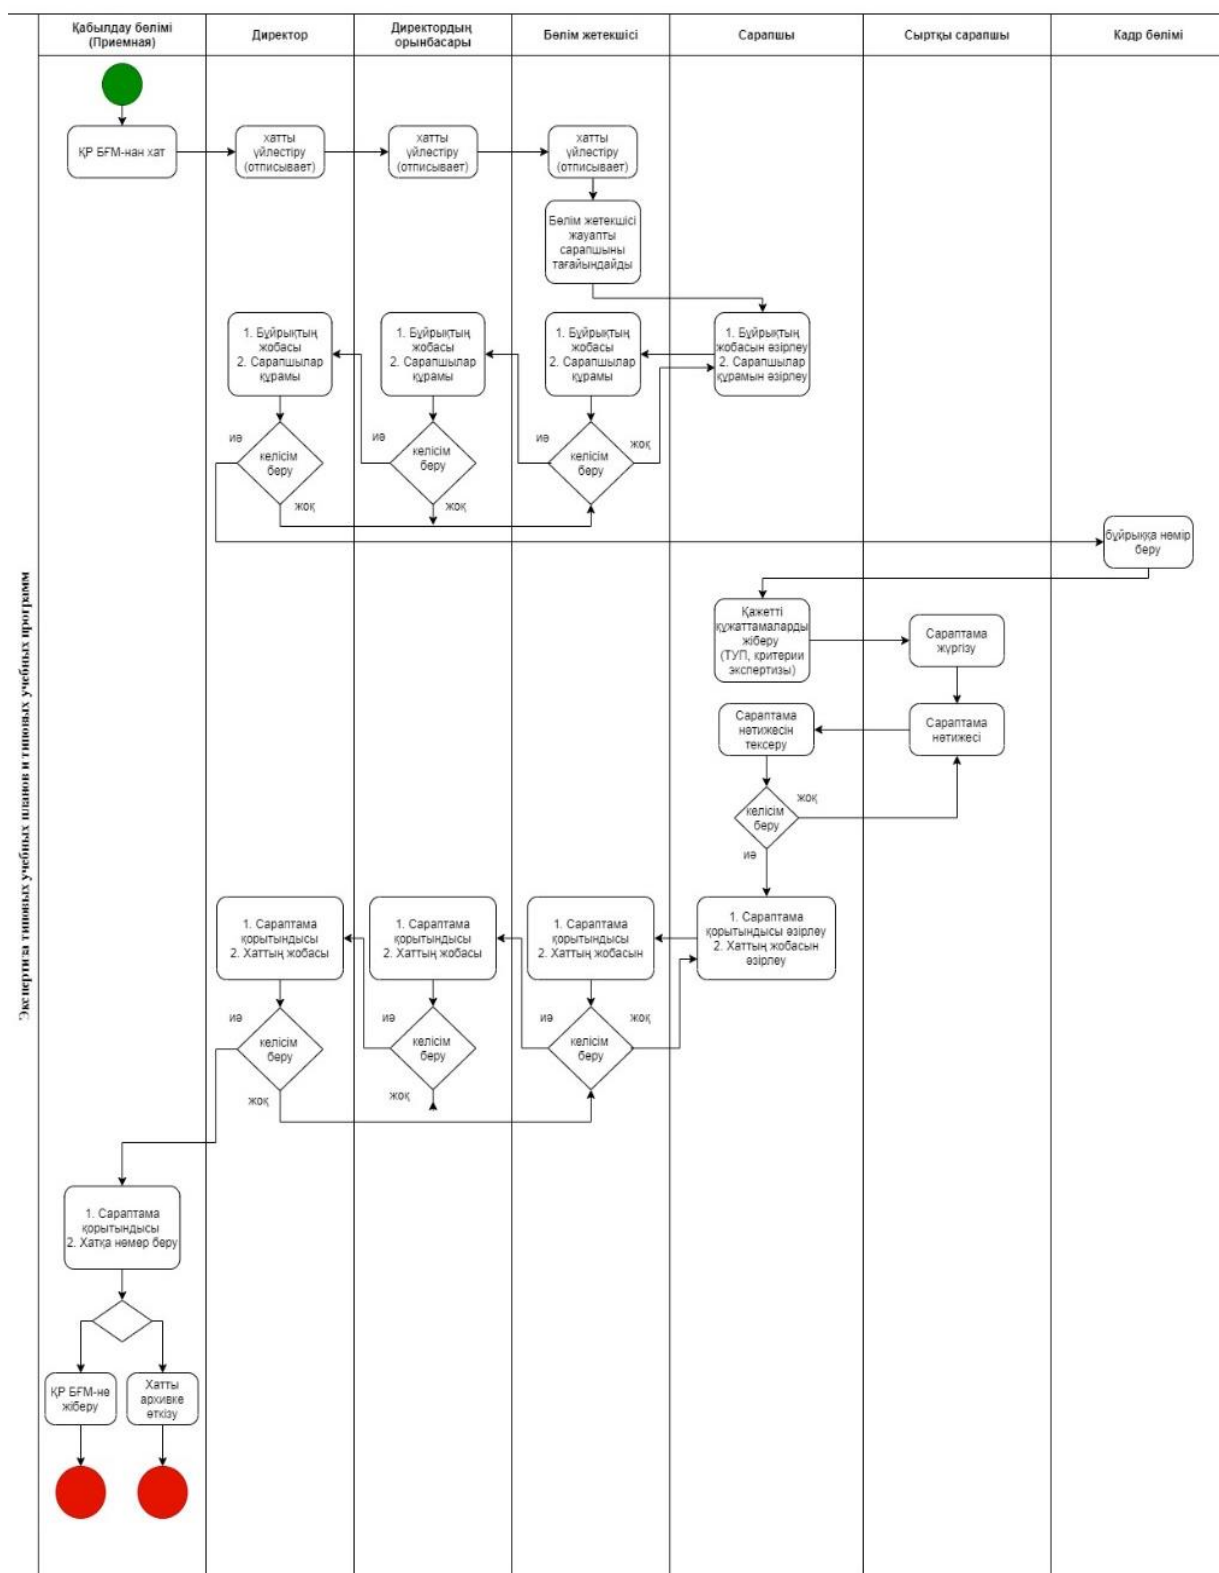 Қабылдау бөлімі
(Приемная)
Директор
Директордың
орынбасары
Бөлім жетекшісі
Сарапшы
Сыртқы сарапшы
Кадр бөлімі
Экспертиза типовых учебных планов и типовых учебных программ
ҚР БҒМ-нан хат
хатты
үйлестіру
(отписывает)
хатты
үйлестіру
(отписывает)
хатты
үйлестіру
(отписывает)
Бөлім жетекшісі
жауапты
сарапшыны
тағайындайды
1. Бұйрықтың
жобасы
2. Сарапшылар
құрамы
1. Бұйрықтың
жобасы
2. Сарапшылар
құрамы
1. Бұйрықтың
жобасы
2. Сарапшылар
құрамы
1. Бұйрықтың
жобасын әзірлеу
2. Сарапшылар
құрамын әзірлеу
иә
келісім
беру
жоқ
иә
келісім
беру
жоқ
иә
келісім
беру
жоқ
бұйрыққа нөмір
беру
Қажетті
құжаттамаларды
жіберу
(ТУП, критерии
экспертизы)
Сараптама
жүргізу
Сараптама
нәтижесін
тексеру
Сараптама
нәтижесі
келісім
беру
жоқ
иә
1. Сараптама
қорытындысы
2. Хаттың жобасы
1. Сараптама
қорытындысы
2. Хаттың жобасы
1. Сараптама
қорытындысы
2. Хаттың жобасын
1. Сараптама
қорытындысы әзірлеу
2. Хаттың жобасын
әзірлеу
иә
келісім
беру
жоқ
иә
келісім
беру
жоқ
иә
келісім
беру
жоқ
1. Сараптама
қорытындысы
2. Хатқа нөмер беру
ҚР БҒМ-не
жіберу
Хатты
архивке
өткізу